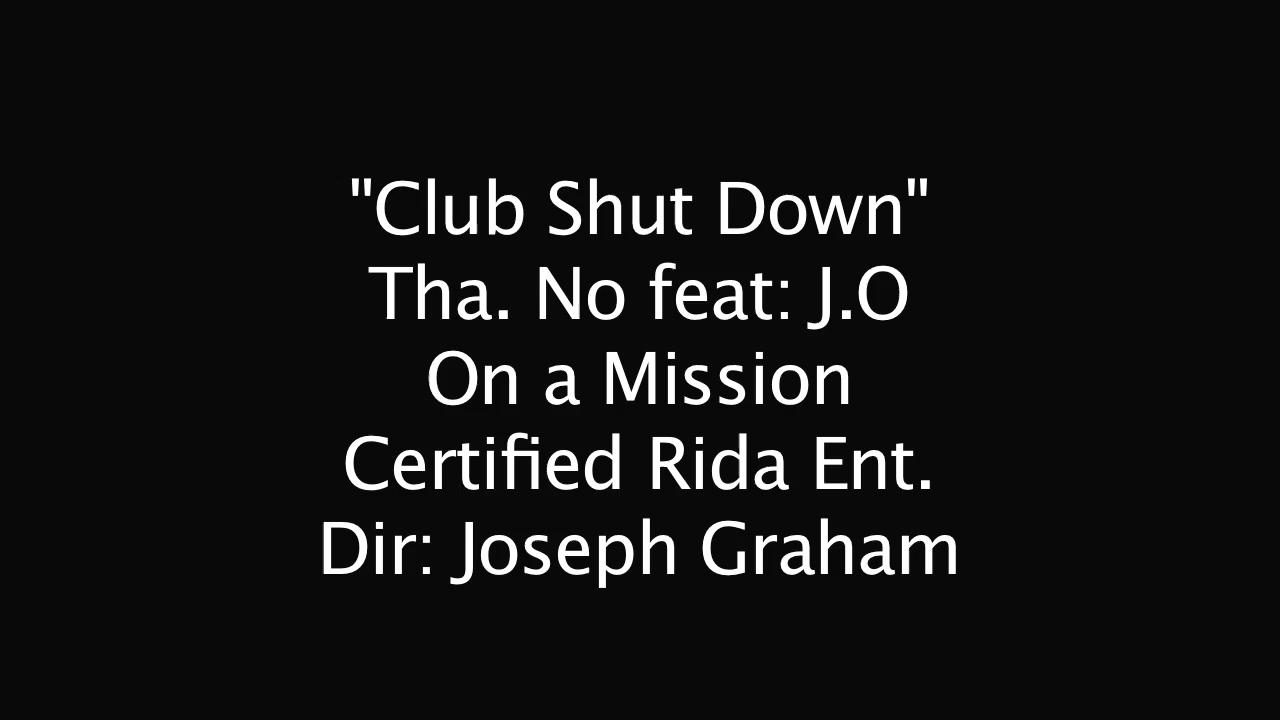 "Club Shut Down"
Tha. No feat: J.O
On a Mission
Certified Rida Ent.
Dir: Joseph Graham